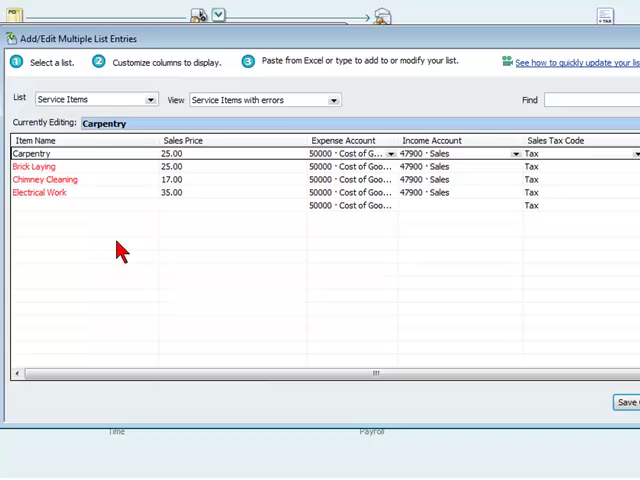 PO
TAX
Add/Edit Multiple List Entries
1 Select a list. 2 Customize columns to display. 3 Paste from Excel or type to add to or modify your list. See how to quickly update your lis
List Service Items View Service Items with errors Find
Currently Editing: Carpentry
Item Name Sales Price Expense Account Income Account Sales Tax Code
Carpentry 25.00 50000 · Cost of G... 47900 · Sales Tax
Brick Laying 25.00 50000 · Cost of Goo... 47900 · Sales Tax
Chimney Cleaning 17.00 50000 · Cost of Goo... 47900 · Sales Tax
Electrical Work 35.00 50000 · Cost of Goo... 47900 · Sales Tax
50000 · Cost of Goo... Tax
Save
Time Payroll